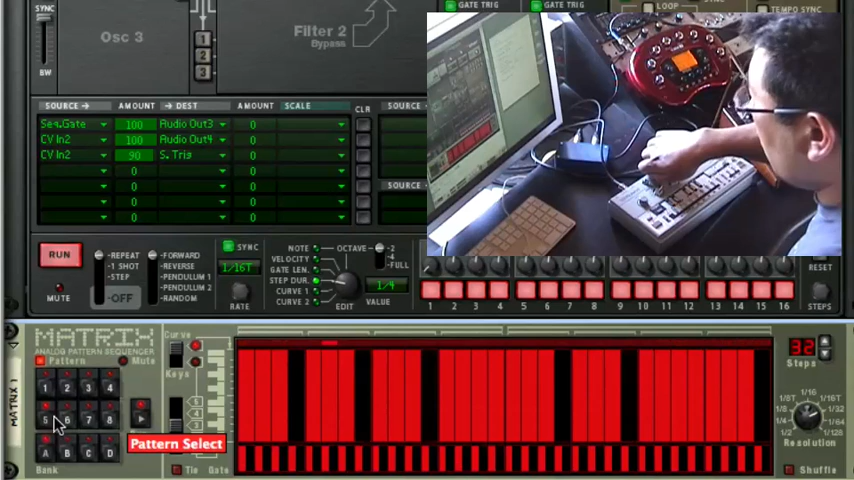 SYNC
GATE TRIG
GATE TRIG
LOOP
TEMPO SYNC
Osc 3
Filter 2
Bypass
1
2
3
BW
SOURCE → AMOUNT → DEST AMOUNT SCALE CLR SOURCE
Seq.Gate 100 Audio Out3 0
CV In2 100 Audio Out4 0
CV In2 90 S. Tris 0
0 0
0 0
0 0
0 0
SOURCE
RUN
MUTE
REPEAT
1 SHOT
STEP
OFF
FORWARD
REVERSE
PENDULUM 1
PENDULUM 2
RANDOM
SYNC
1/16T
RATE
NOTE
VELOCITY
GATE LEN.
STEP DUR.
CURVE 1
CURVE 2
OCTAVE
2
4
FULL
EDIT
1/4
VALUE
1 2 3 4 5 6 7 8 9 10 11 12 13 14 15 16
RESET
STEPS
MATRIX
ANALOG PATTERN SEQUENCER
Pattern
Mute
1 2 3 4
5 6 7 8
A B C D
Bank
MATRIX 1
Pattern Select
Curve
Keys
5
4
3
Tie
Gate
32
Steps
1/16
1/8T
1/8
1/4
1/2
1/32
1/64
1/128
Resolution
Shuffle